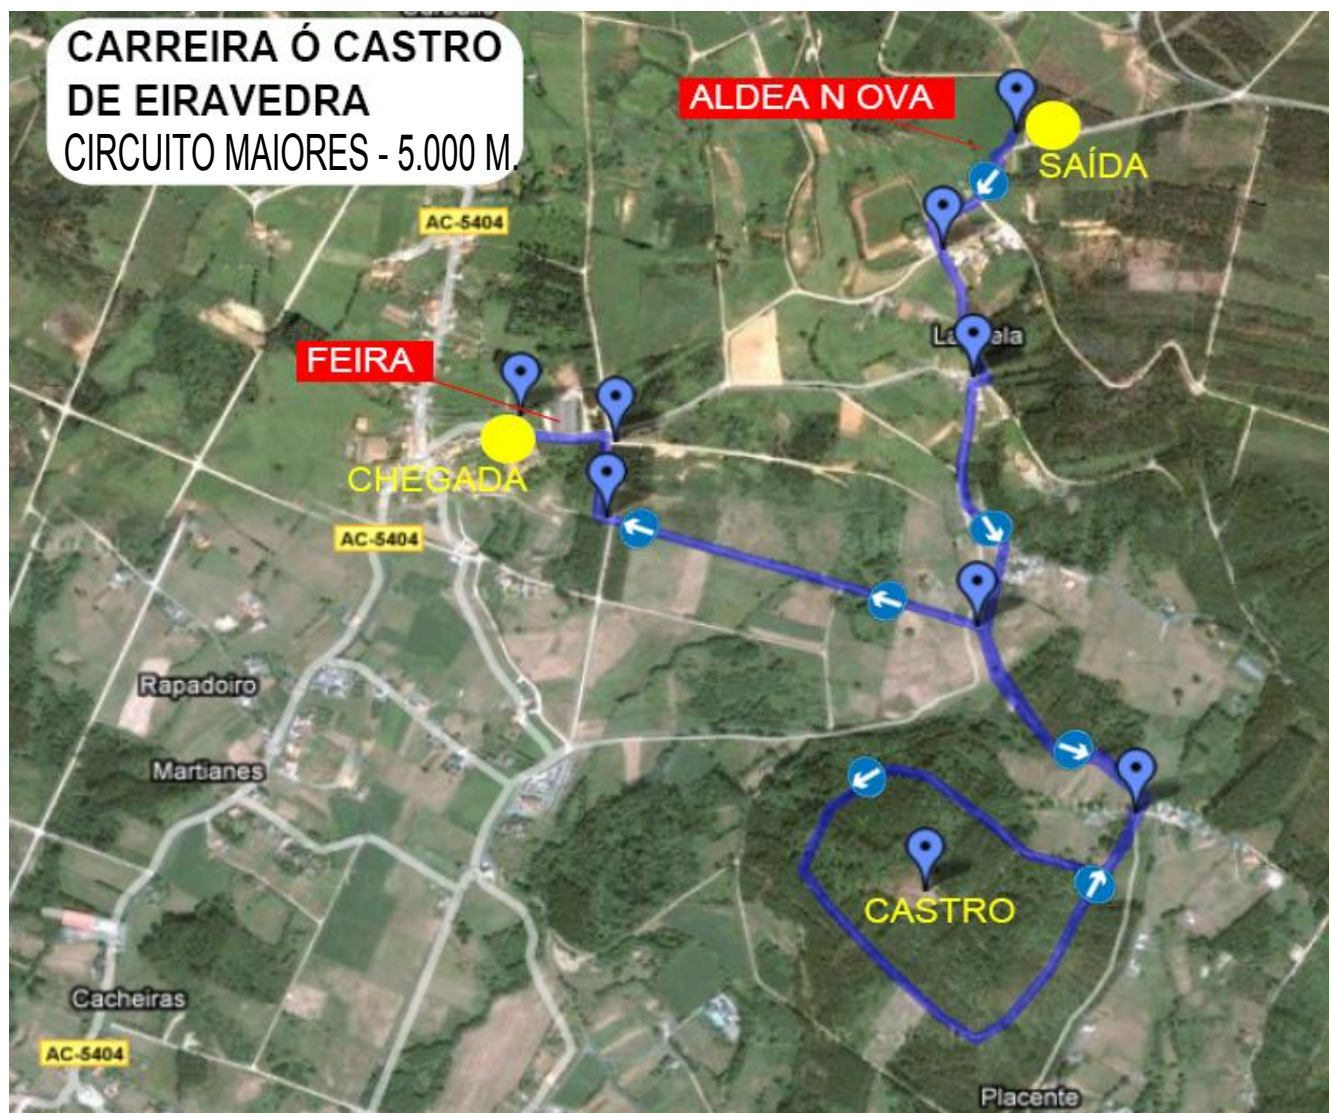 CARREIRA Ó CASTRO
DE EIRAVEDRA
CIRCUITO MAIORES - 5.000 M.
ALDEA N OVA
SAÍDA
AC-5404
FEIRA
CHEGADA
AC-5404
Rapadoiro
Martianes
CASTRO
Cacheiras
AC-5404
Placente